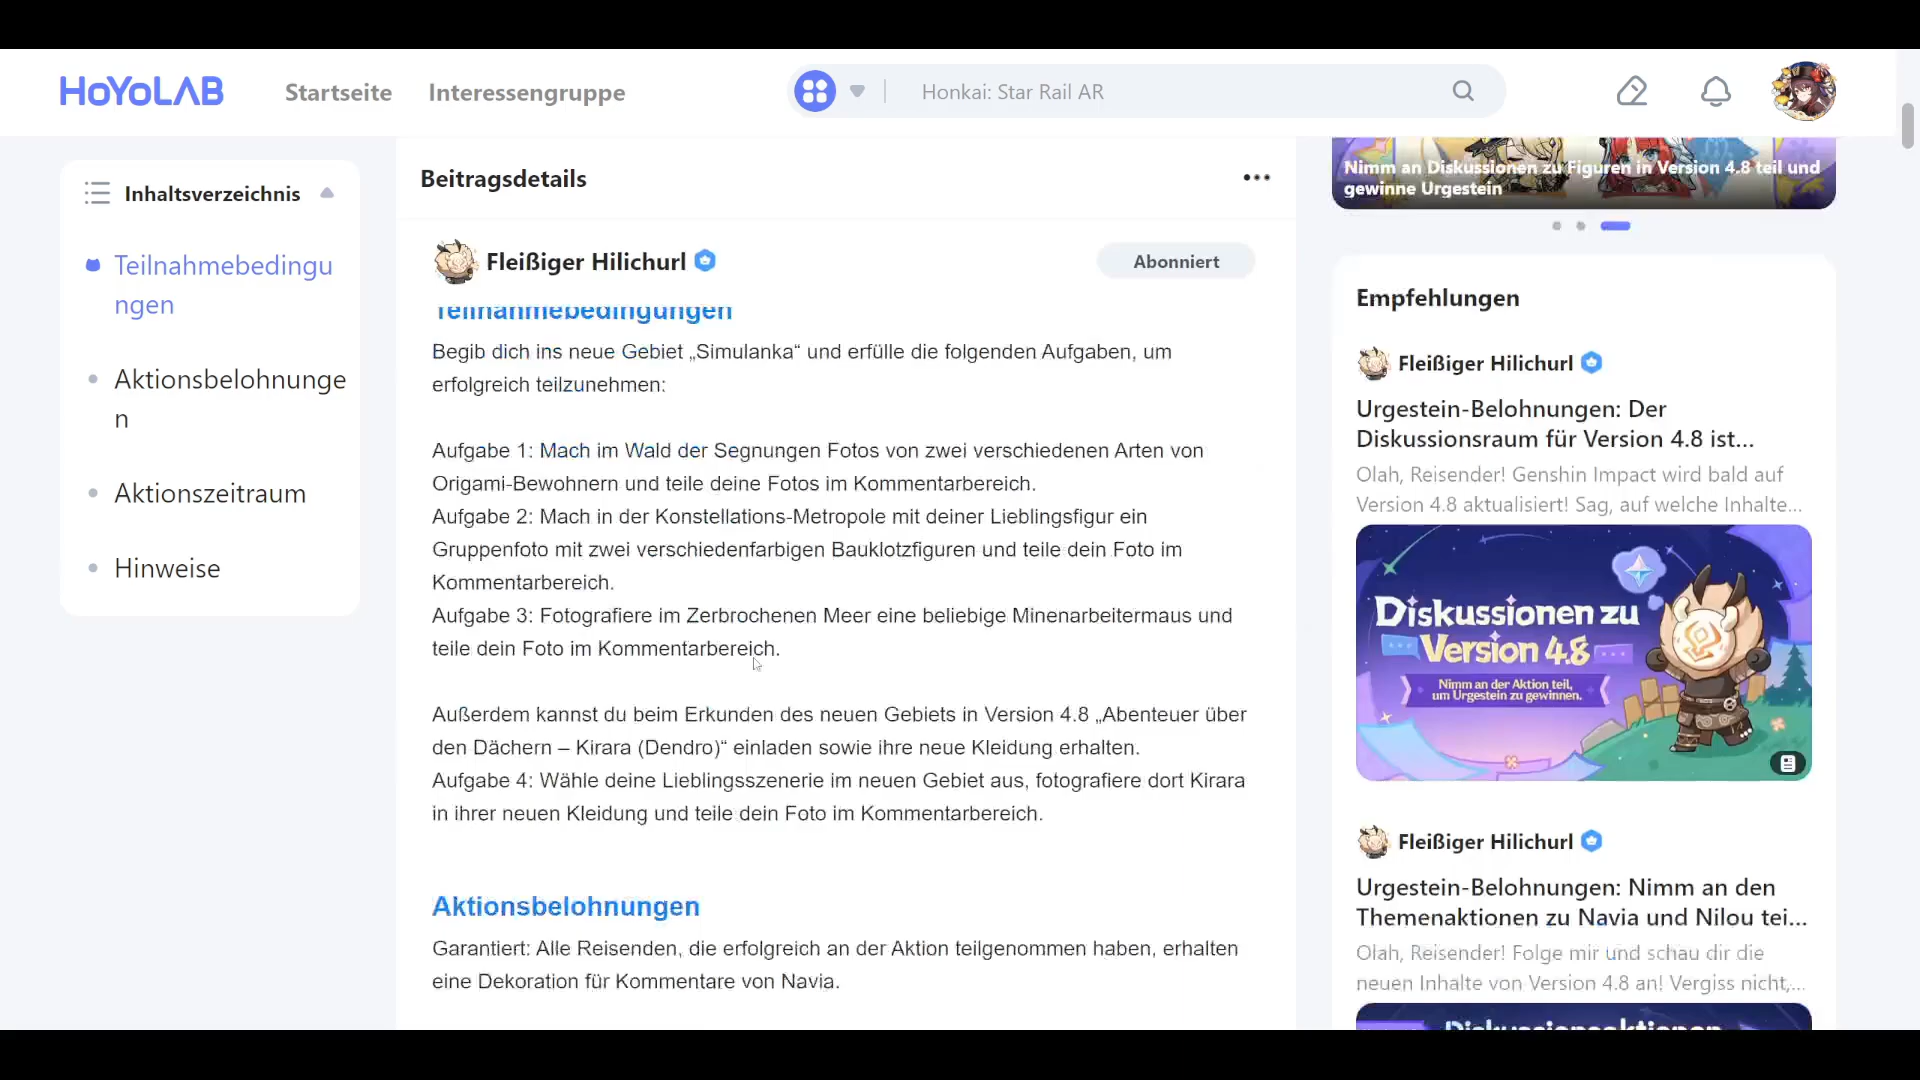 HoYoLAB
Startseite
Interessengruppe
Honkai: Star Rail AR
Inhaltsverzeichnis
Teilnahmebedingu
ngen
Aktionsbelohnunge
n
Aktionszeitraum
Hinweise
Beitragsdetails
Fleißiger Hilichurl
Abonniert
Teilnahmebedingungen
Begib dich ins neue Gebiet „Simulanka“ und erfülle die folgenden Aufgaben, um
erfolgreich teilzunehmen:
Aufgabe 1: Mach im Wald der Segnungen Fotos von zwei verschiedenen Arten von
Origami-Bewohnern und teile deine Fotos im Kommentarbereich.
Aufgabe 2: Mach in der Konstellations-Metropole mit deiner Lieblingsfigur ein
Gruppenfoto mit zwei verschiedenfarbigen Bauklotzfiguren und teile dein Foto im
Kommentarbereich.
Aufgabe 3: Fotografiere im Zerbrochenen Meer eine beliebige Minenarbeitermaus und
teile dein Foto im Kommentarbereich.
Außerdem kannst du beim Erkunden des neuen Gebiets in Version 4.8 „Abenteuer über
den Dächern – Kirara (Dendro)“ einladen sowie ihre neue Kleidung erhalten.
Aufgabe 4: Wähle deine Lieblingsszenerie im neuen Gebiet aus, fotografiere dort Kirara
in ihrer neuen Kleidung und teile dein Foto im Kommentarbereich.
Aktionsbelohnungen
Garantiert: Alle Reisenden, die erfolgreich an der Aktion teilgenommen haben, erhalten
eine Dekoration für Kommentare von Navia.
Nimm an Diskussionen zu Figuren in Version 4.8 teil und
gewinne Urgestein
Empfehlungen
Fleißiger Hilichurl
Urgestein-Belohnungen: Der
Diskussionsraum für Version 4.8 ist...
Olah, Reisender! Genshin Impact wird bald auf
Version 4.8 aktualisiert! Sag, auf welche Inhalte...
Diskussionen zu
Version 4.8
Nimm an der Aktion teil,
um Urgestein zu gewinnen.
Fleißiger Hilichurl
Urgestein-Belohnungen: Nimm an den
Themenaktionen zu Navia und Nilou tei...
Olah, Reisender! Folge mir und schau dir die
neuen Inhalte von Version 4.8 an! Vergiss nicht,...
Diskussionsaktionen